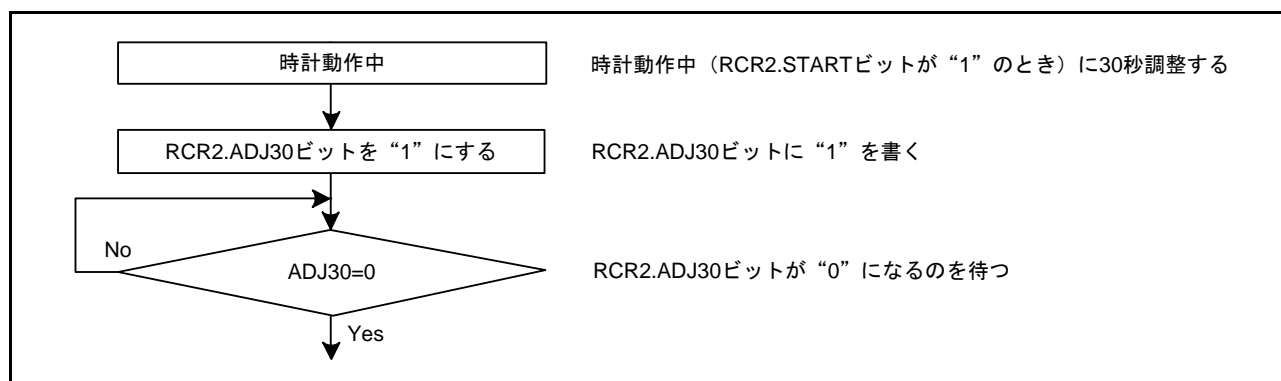 時計動作中 時計動作中（RCR2.STARTビットが“1”のとき）に30秒調整する
RCR2.ADJ30ビットを“1”にする RCR2.ADJ30ビットに“1”を書く
No
ADJ30=0 RCR2.ADJ30ビットが“0”になるのを待つ
Yes